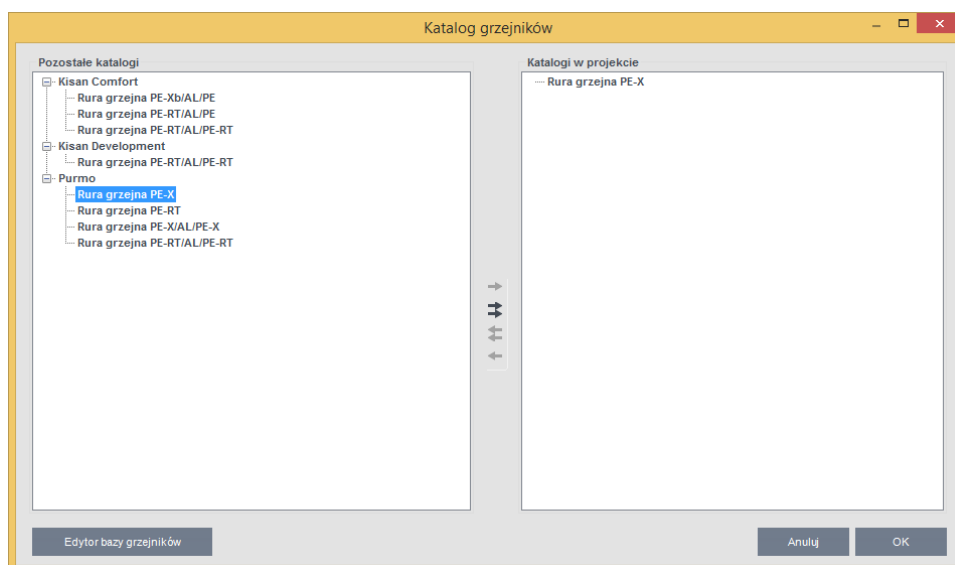 Katalog grzejników
Pozostałe katalogi
Kisan Comfort
Rura grzejna PE-Xb/AL/PE
Rura grzejna PE-RT/AL/PE
Rura grzejna PE-RT/AL/PE-RT
Kisan Development
Rura grzejna PE-RT/AL/PE-RT
Purmo
Rura grzejna PE-X
Rura grzejna PE-RT
Rura grzejna PE-X/AL/PE-X
Rura grzejna PE-RT/AL/PE-RT
Katalogi w projekcie
Rura grzejna PE-X
Edytor bazy grzejników
Anuluj
OK